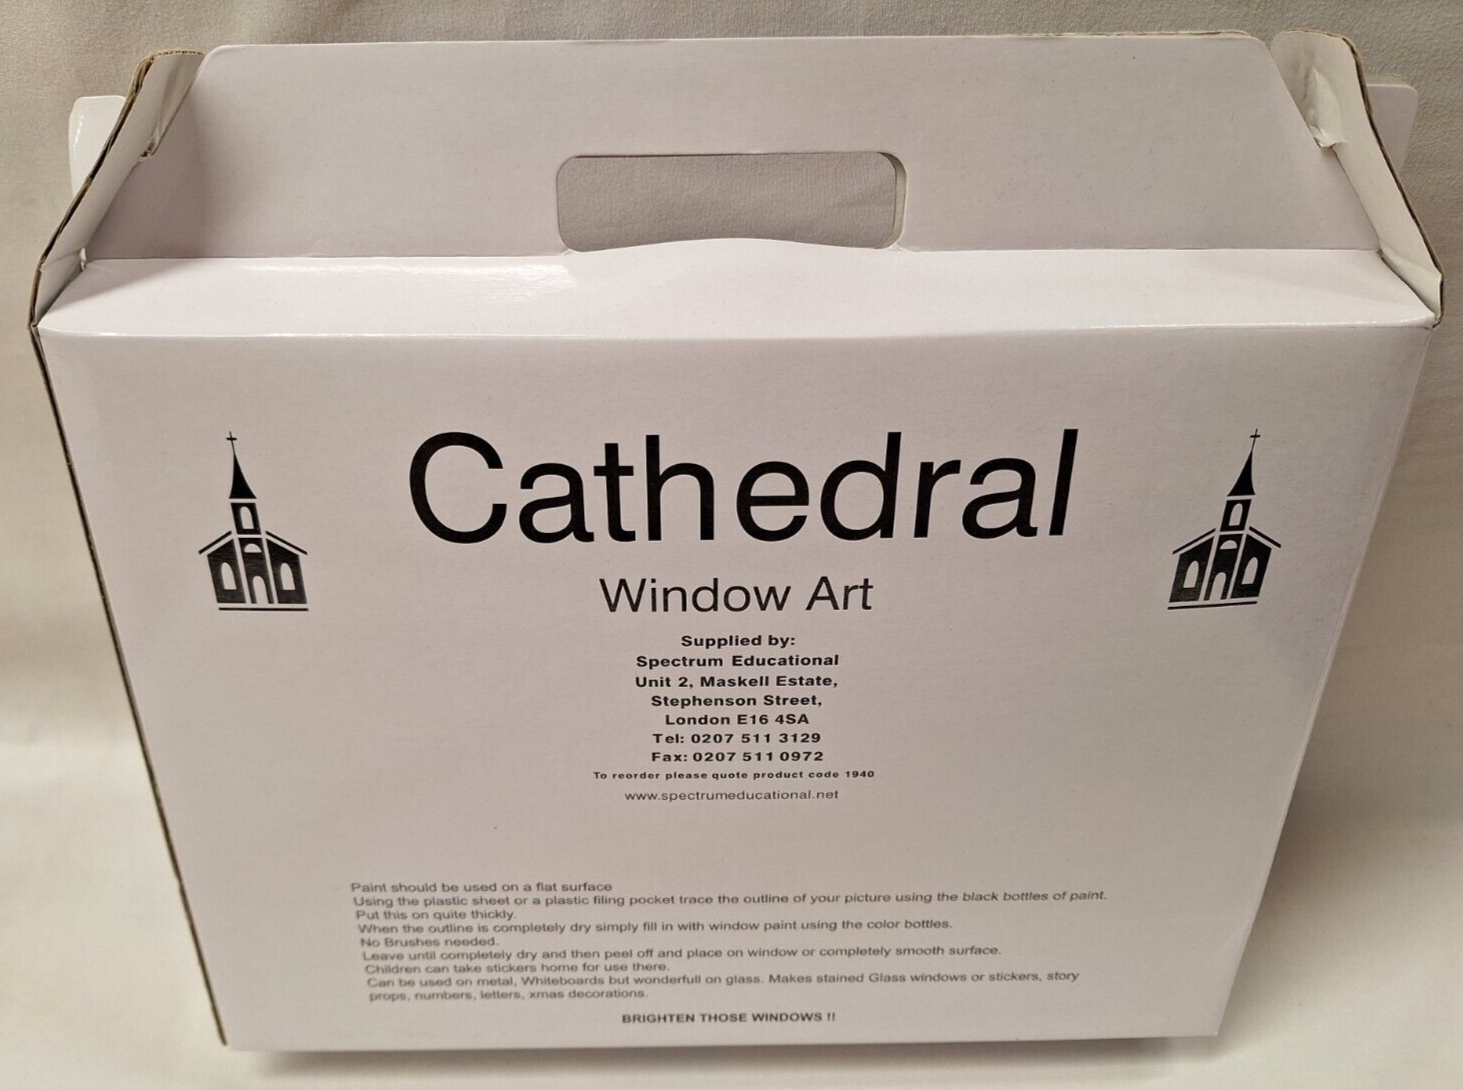 Cathedral
Window Art
Supplied by:
Spectrum Educational
Unit 2, Maskell Estate,
Stephenson Street,
London E16 4SA
Tel: 0207 511 3129
Fax: 0207 511 0972
To reorder please quote product code 1940
www.spectrumeducational.net
Paint should be used on a flat surface
Using the plastic sheet or a plastic filing pocket trace the outline of your picture using the black bottles of paint.
Put this on quite thickly.
When the outline is completely dry simply fill in with window paint using the color bottles.
No Brushes needed.
Leave until completely dry and then peel off and place on window or completely smooth surface.
Children can take stickers home for use there.
Can be used on metal, Whiteboards but wonderfull on glass. Makes stained Glass windows or stickers, story
props, numbers, letters, xmas decorations.
BRIGHTEN THOSE WINDOWS !!